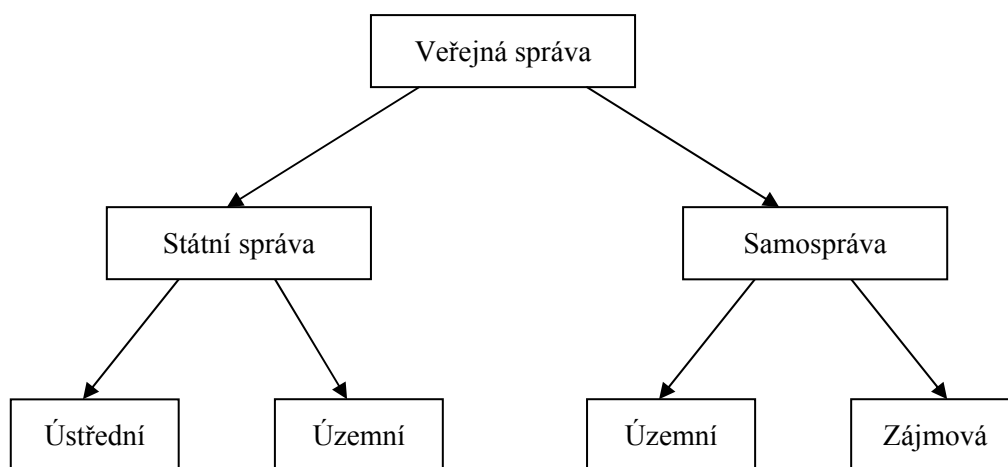 Veřejná správa
Státní správa
Samospráva
Ústřední
Územní
Územní
Zájmová